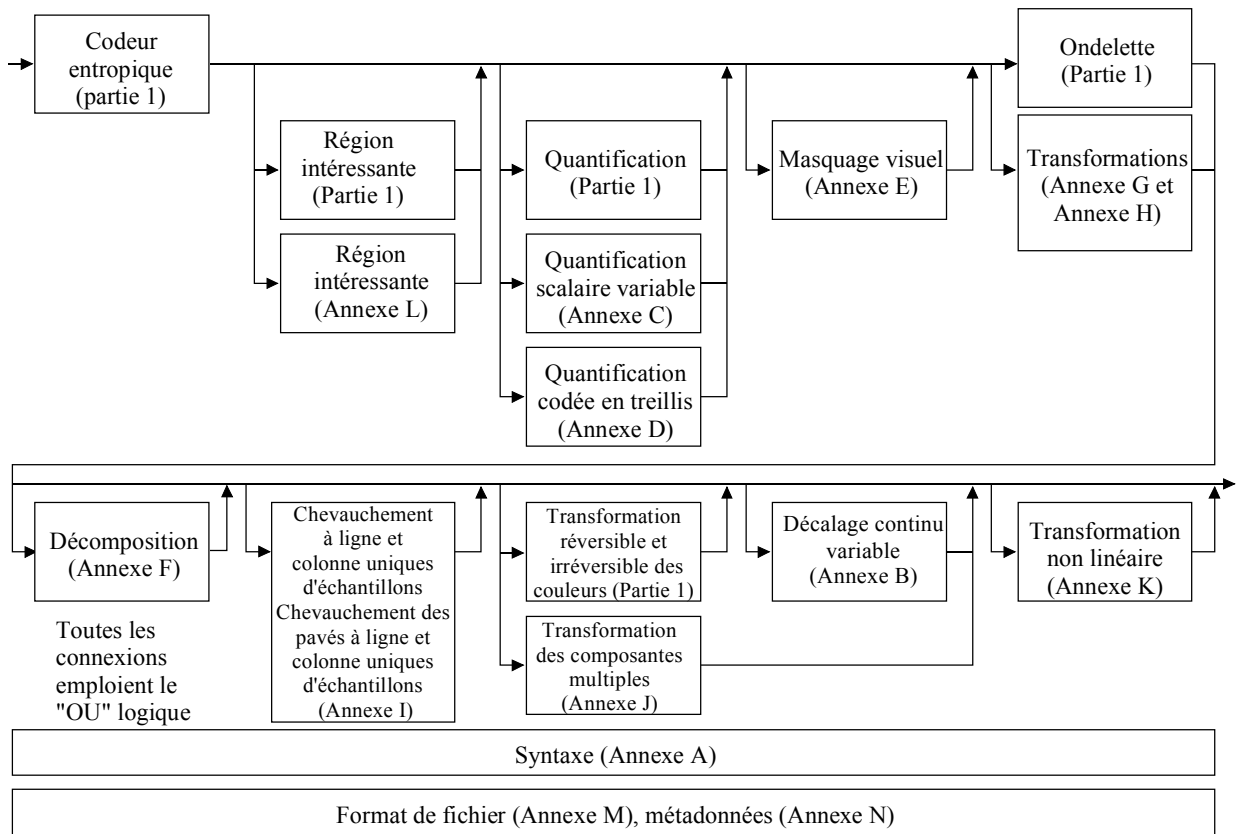 Codeur
entropique
(partie 1)
Ondelette
(Partie 1)
Région
intéressante
(Partie 1)
Quantification
(Partie 1)
Masquage visuel
(Annexe E)
Transformations
(Annexe G et
Annexe H)
Région
intéressante
(Annexe L)
Quantification
scalaire variable
(Annexe C)
Quantification
codée en treillis
(Annexe D)
Décomposition
(Annexe F)
Chevauchement
à ligne et
colonne uniques
d'échantillons
Chevauchement des
pavés à ligne et
colonne uniques
d'échantillons
(Annexe I)
Transformation
réversible et
irréversible des
couleurs (Partie 1)
Décalage continu
variable
(Annexe B)
Transformation
non linéaire
(Annexe K)
Toutes les
connexions
emploient le
"OU" logique
Transformation
des composantes
multiples
(Annexe J)
Syntaxe (Annexe A)
Format de fichier (Annexe M), métadonnées (Annexe N)